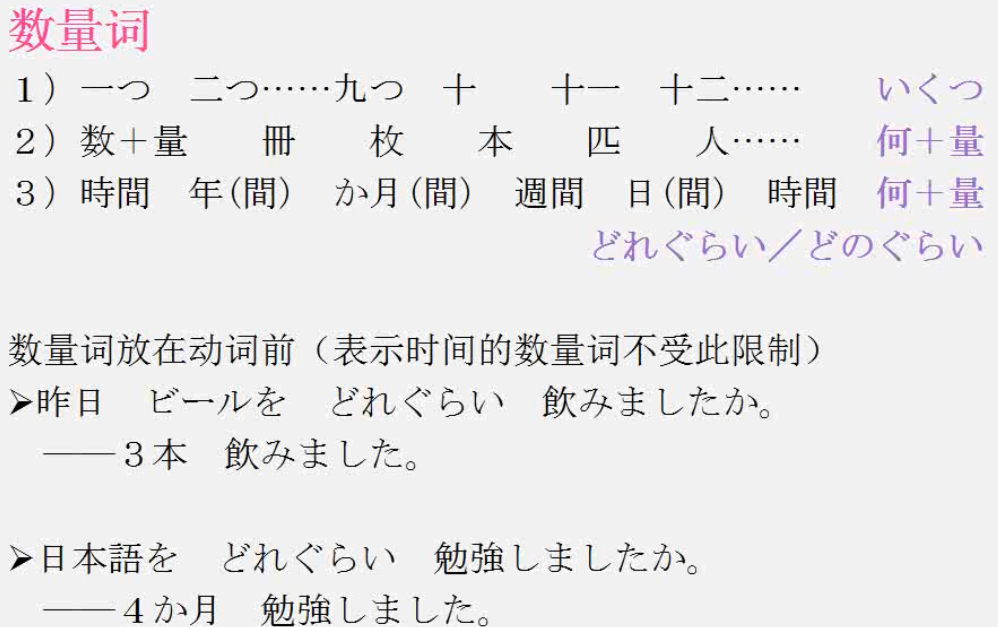 数量词
１）一つ　二つ……九つ　十　　十一　十二……　　いくつ
２）数＋量　　冊　　枚　　本　　匹　　人……　　何＋量
３）時間　年(間)　か月(間)　週間　日(間)　時間　何＋量
どれぐらい／どのぐらい
数量词放在动词前（表示时间的数量词不受此限制）
➢昨日　ビールを　どれぐらい　飲みましたか。
——３本　飲みました。
➢日本語を　どれぐらい　勉強しましたか。
——４か月　勉強しました。